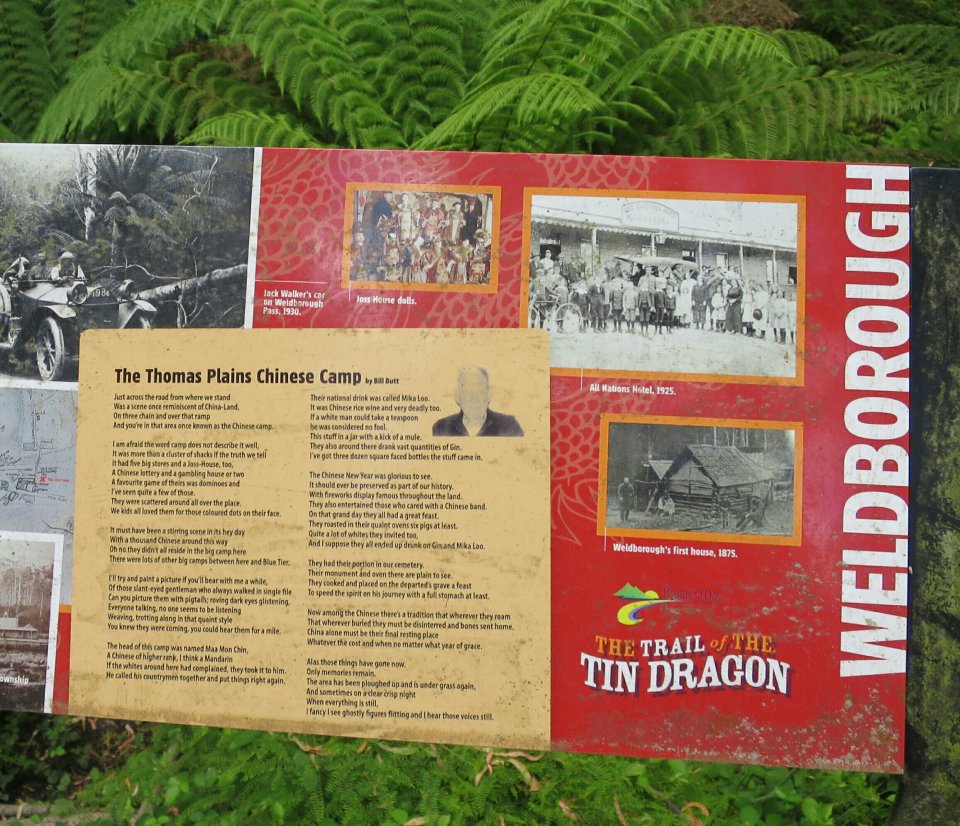 Jack Walker's car
on Weldborough
Pass, 1930.
Joss House dolls.
All Nations Hotel, 1925.
Weldborough's first house, 1875.
WELDBOROUGH
The Thomas Plains Chinese Camp by Bill Butt
Just across the road from where we stand
Was a scene once reminiscent of China-Land,
On three chain and over that ramp
And you're in that area once known as the Chinese camp.
I am afraid the word camp does not describe it well,
It was more than a cluster of shacks if the truth we tell
It had five big stores and a Joss-House, too,
A Chinese lottery and a gambling house or two
A favourite game of theirs was dominoes and
I've seen quite a few of those.
They were scattered around all over the place.
We kids all loved them for those coloured dots on their face.
It must have been a stirring scene in its hey day
With a thousand Chinese around this way
Oh no they didn't all reside in the big camp here
There were lots of other big camps between here and Blue Tier.
I'll try and paint a picture if you'll bear with me a while,
Of those slant-eyed gentleman who always walked in single file
Can you picture them with pigtails; roving dark eyes glistening,
Everyone talking, no one seems to be listening
Weaving, trotting along in that quaint style
You knew they were coming, you could hear them for a mile.
The head of this camp was named Maa Mon Chin,
A Chinese of higher rank, I think a Mandarin
If the whites around here had complained, they took it to him.
He called his countrymen together and put things right again.
Their national drink was called Mika Loo.
It was Chinese rice wine and very deadly too.
If a white man could take a teaspoon
he was considered no fool.
This stuff in a jar with a kick of a mule.
They also around there drank vast quantities of Gin.
I've got three dozen square faced bottles the stuff came in.
The Chinese New Year was glorious to see.
It should ever be preserved as part of our history.
With fireworks display famous throughout the land.
They also entertained those who cared with a Chinese band.
On that grand day they all had a great feast.
They roasted in their quaint ovens six pigs at least.
Quite a lot of whites they invited too,
And I suppose they all ended up drunk on Gin and Mika Loo.
They had their portion in our cemetery.
Their monument and oven there are plain to see.
They cooked and placed on the departed's grave a feast
To speed the spirit on his journey with a full stomach at least.
Now among the Chinese there's a tradition that wherever they roam
That wherever buried they must be disintered and bones sent home.
China alone must be their final resting place
Whatever the cost and when no matter what year of grace.
Alas those things have gone now.
Only memories remain.
The area has been ploughed up and is under grass again,
And sometimes on a clear crisp night
When everything is still,
I fancy I see ghostly figures flitting and I hear those voices still.
THE TRAIL of THE
TIN DRAGON
ownship